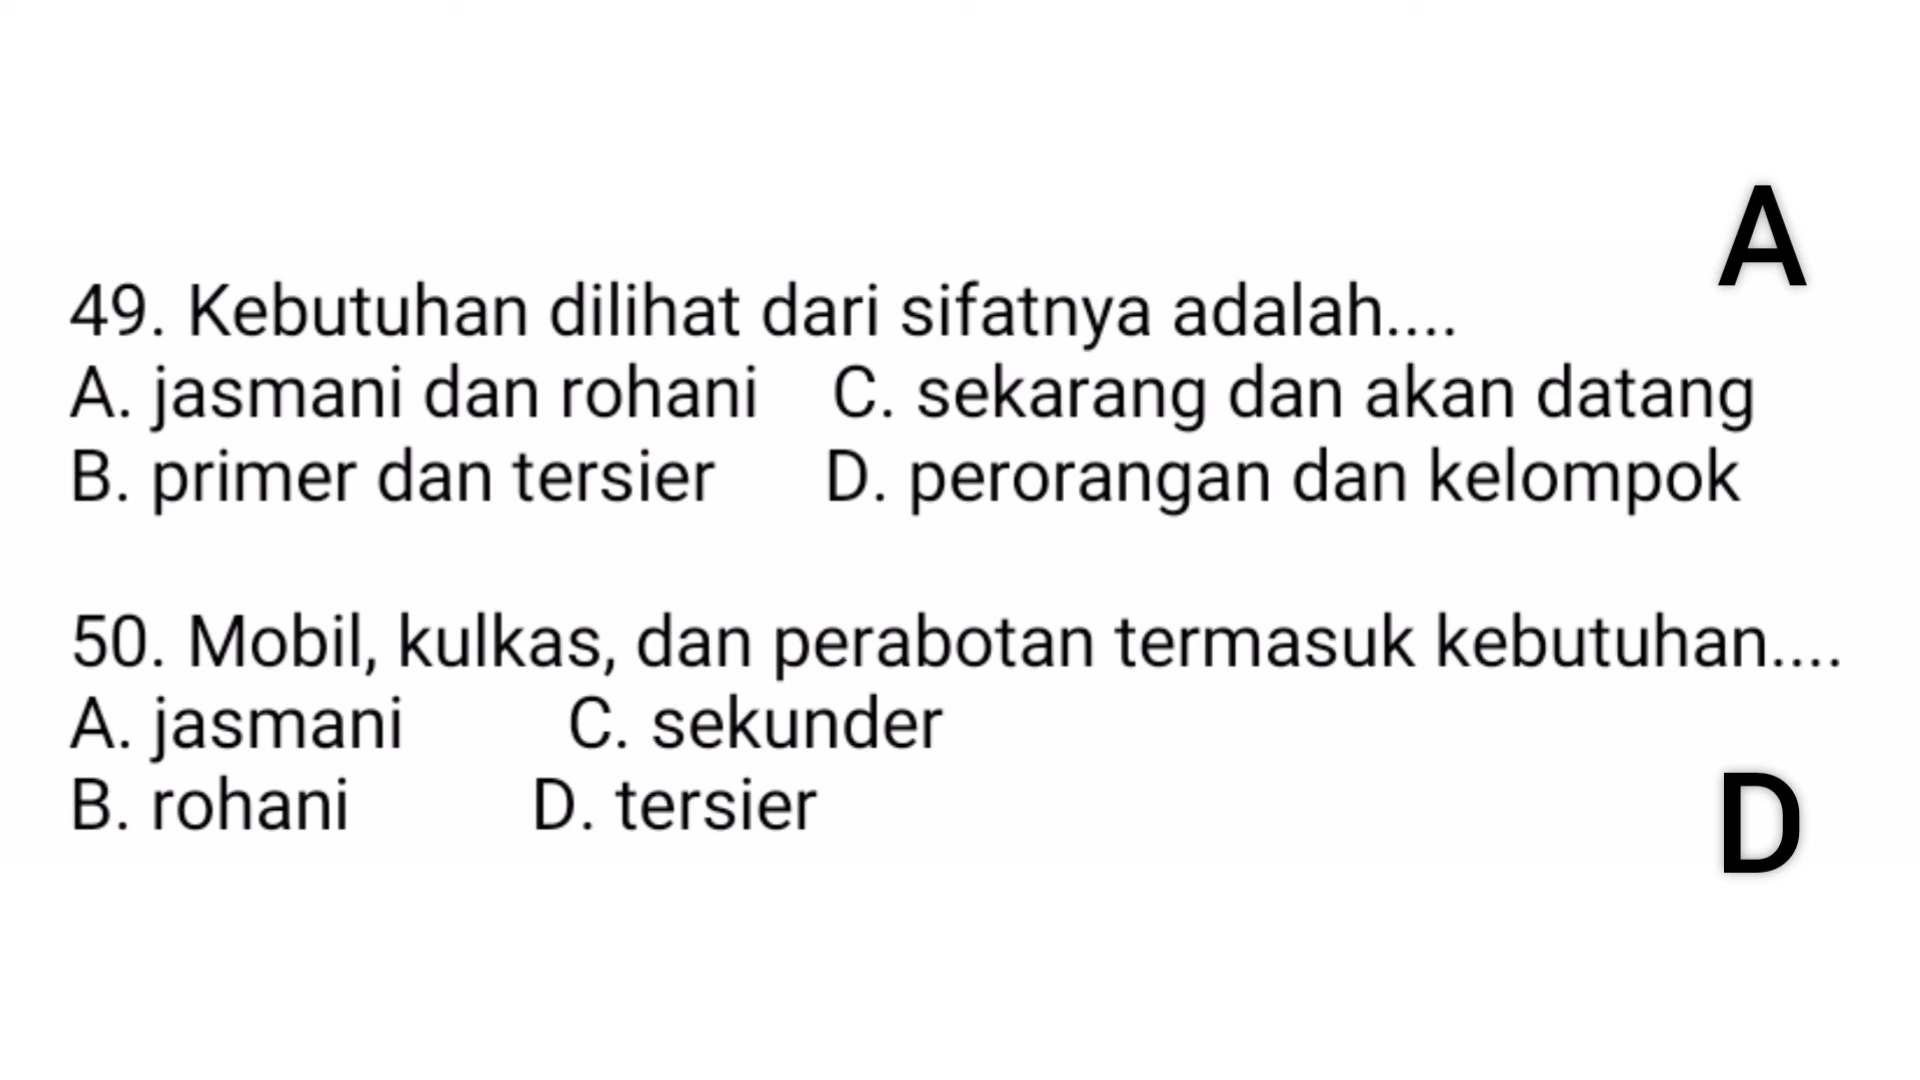 A
49. Kebutuhan dilihat dari sifatnya adalah....
A. jasmani dan rohani C. sekarang dan akan datang
B. primer dan tersier D. perorangan dan kelompok
50. Mobil, kulkas, dan perabotan termasuk kebutuhan....
A. jasmani C. sekunder
B. rohani D. tersier
D